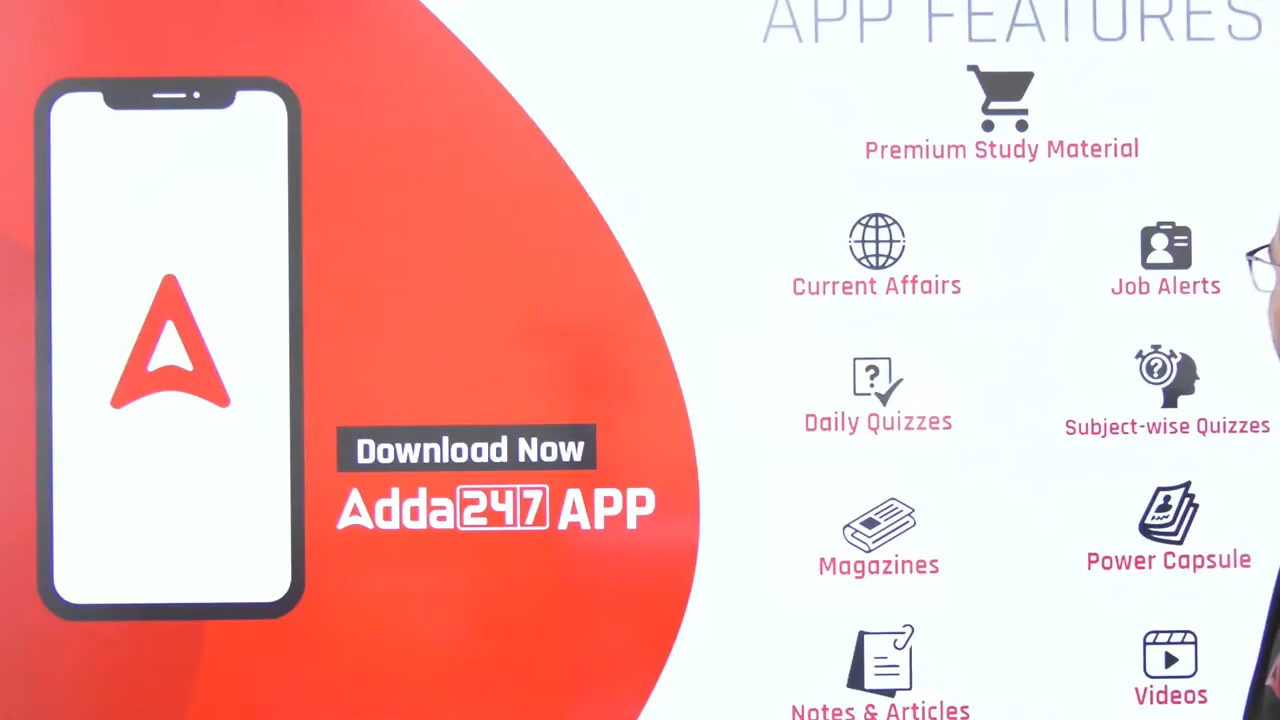 APP FEATURES
Premium Study Material
Current Affairs
Job Alerts
Daily Quizzes
Subject-wise Quizzes
Download Now
Adda247 APP
Magazines
Power Capsule
Notes & Articles
Videos